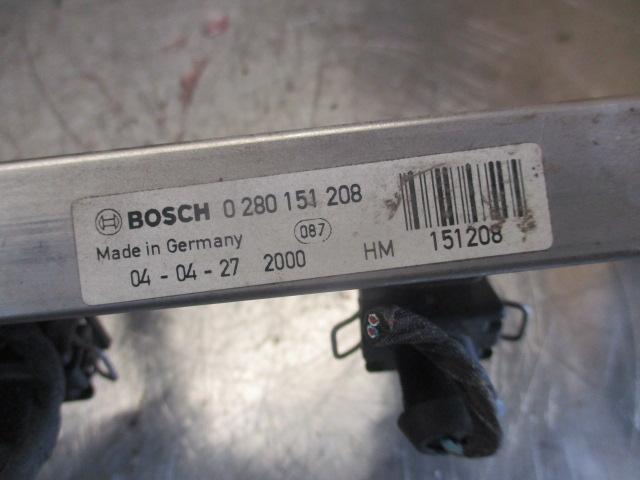 BOSCH 0 280 151 208
Made in Germany 087
04 - 04 - 27 2000 HM 151208